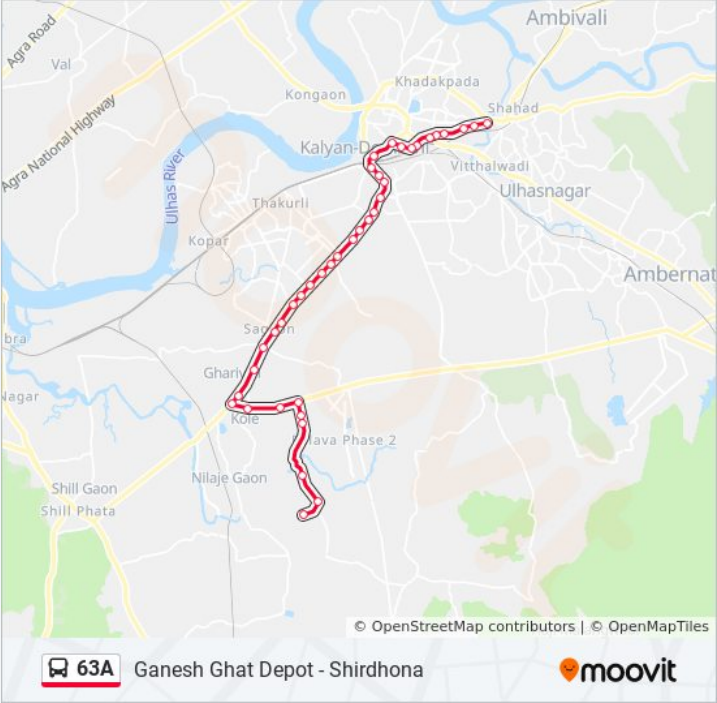 Ambivali
Agra Road
Val
Khadakpada
Kongaon
Shahad
Agra National Highway
Kalyan-Do
Vitthalwadi
Ulhas River
Ulhasnagar
Thakurli
Kopar
Ambernat
bra
Sag
Ghari
Nagar
Kole
lava Phase 2
Nilaje Gaon
Shill Gaon
Shill Phata
© OpenStreetMap contributors | © OpenMapTiles
63A Ganesh Ghat Depot - Shirdhona
moovit